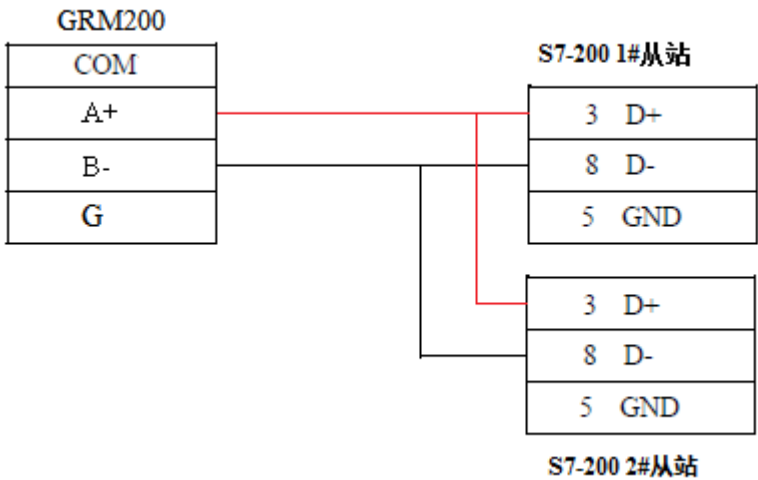 GRM200
COM
A+
B-
G
S7-200 1#从站
3 D+
8 D-
5 GND
3 D+
8 D-
5 GND
S7-200 2#从站